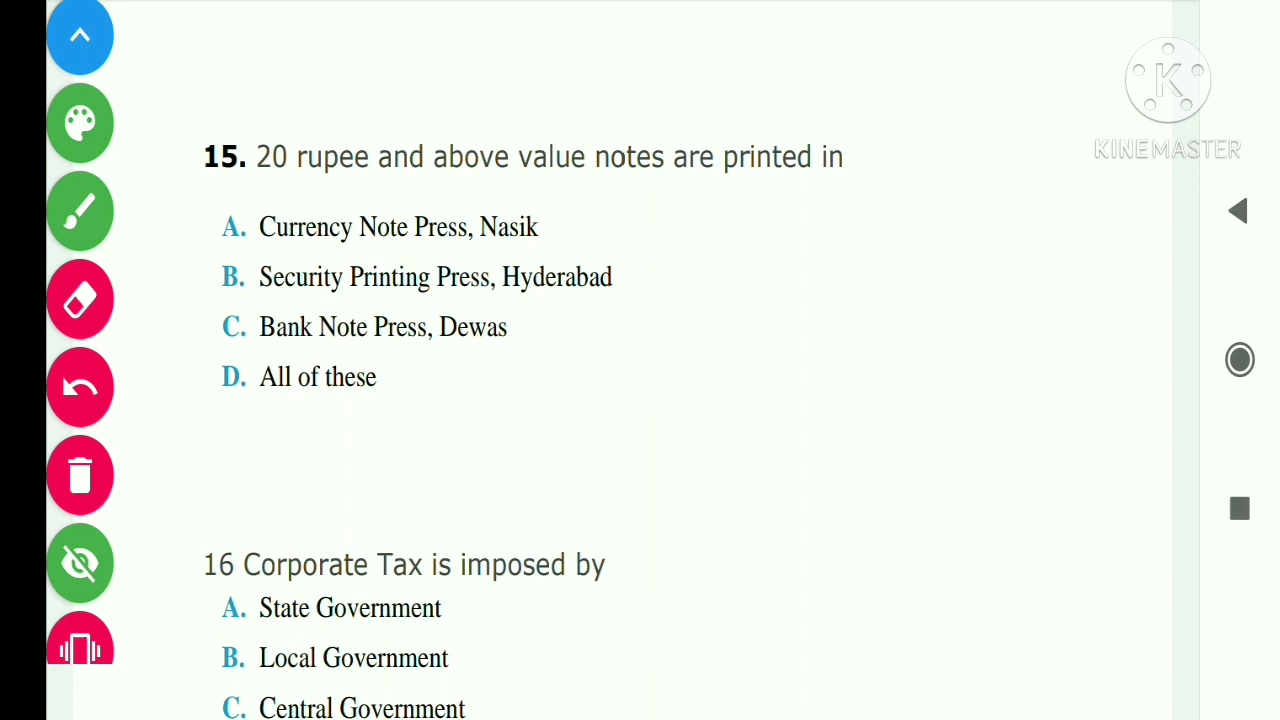 K
KINEMASTER
15. 20 rupee and above value notes are printed in
A. Currency Note Press, Nasik
B. Security Printing Press, Hyderabad
C. Bank Note Press, Dewas
D. All of these
16 Corporate Tax is imposed by
A. State Government
B. Local Government
C. Central Government